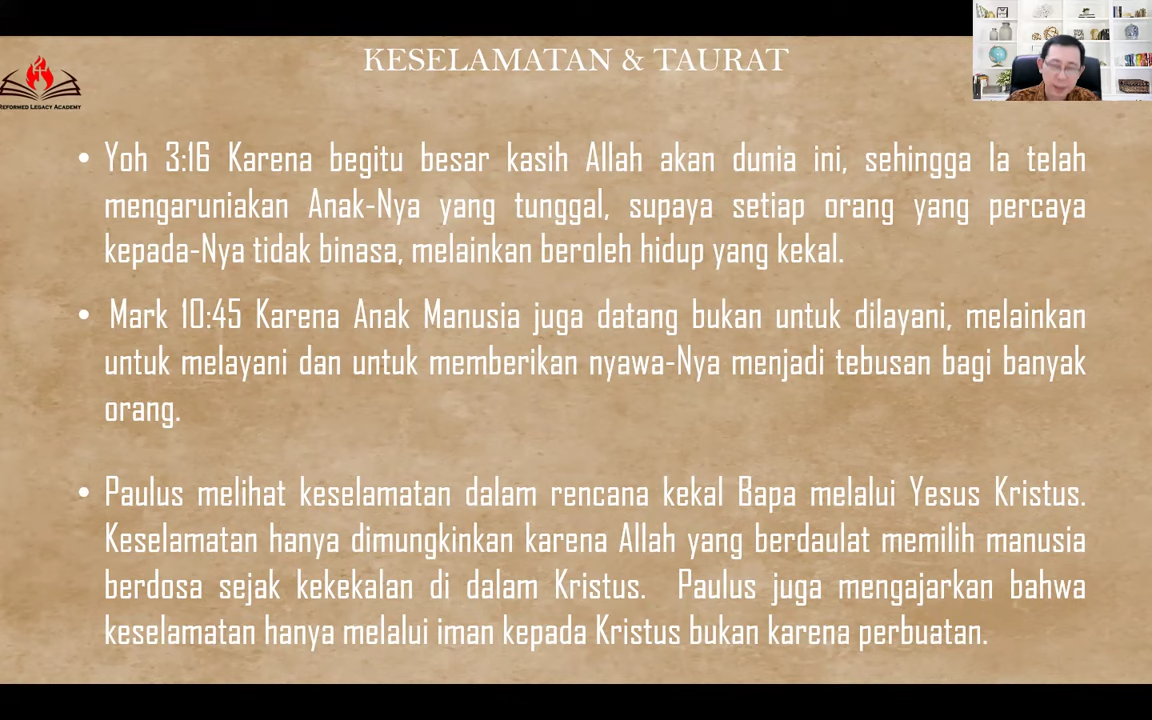 KESELAMATAN & TAURAT
REFORMED LEGACY ACADEMY
• Yoh 3:16 Karena begitu besar kasih Allah akan dunia ini, sehingga Ia telah
mengaruniakan Anak-Nya yang tunggal, supaya setiap orang yang percaya
kepada-Nya tidak binasa, melainkan beroleh hidup yang kekal.
• Mark 10:45 Karena Anak Manusia juga datang bukan untuk dilayani, melainkan
untuk melayani dan untuk memberikan nyawa-Nya menjadi tebusan bagi banyak
orang.
• Paulus melihat keselamatan dalam rencana kekal Bapa melalui Yesus Kristus.
Keselamatan hanya dimungkinkan karena Allah yang berdaulat memilih manusia
berdosa sejak kekekalan di dalam Kristus. Paulus juga mengajarkan bahwa
keselamatan hanya melalui iman kepada Kristus bukan karena perbuatan.